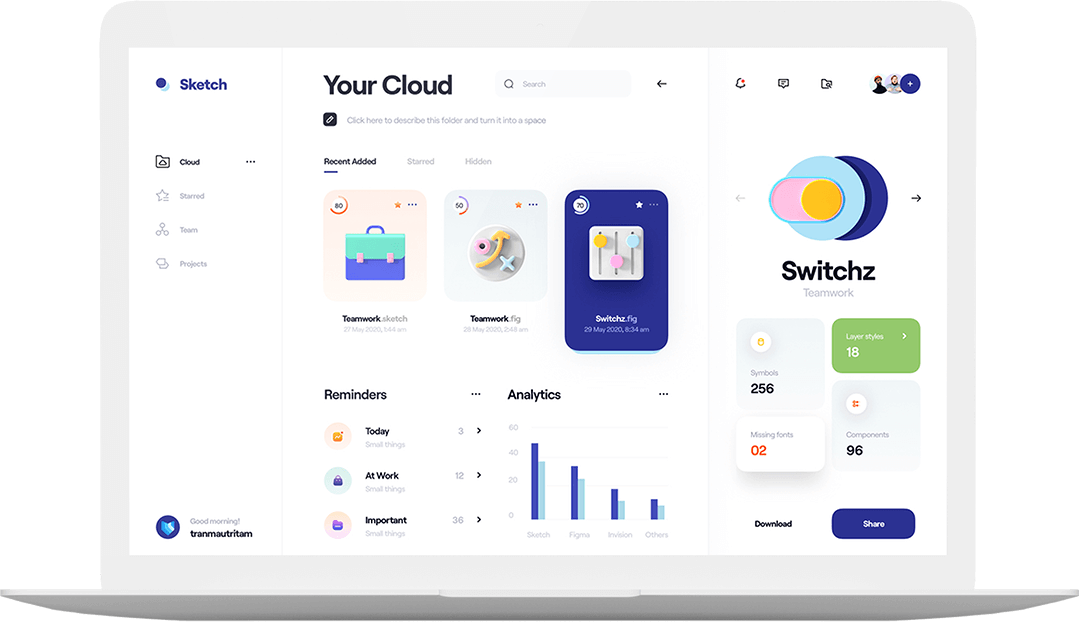 Sketch
Cloud
Starred
Team
Projects
Good morning!
tranmautritam
Your Cloud
Search
Click here to describe this folder and turn it into a space
Recent Added
Starred
Hidden
80
Teamwork.sketch
27 May 2020, 1:44 am
50
Teamwork.fig
28 May 2020, 2:48 am
70
Switchz.fig
29 May 2020, 8:34 am
Reminders
Today
3
Small things
At Work
12
Small things
Important
36
Small things
Analytics
60
40
20
0
Sketch
Figma
Invision
Others
+
Switchz
Teamwork
Symbols
256
Layer styles
18
Missing fonts
02
Components
96
Download
Share